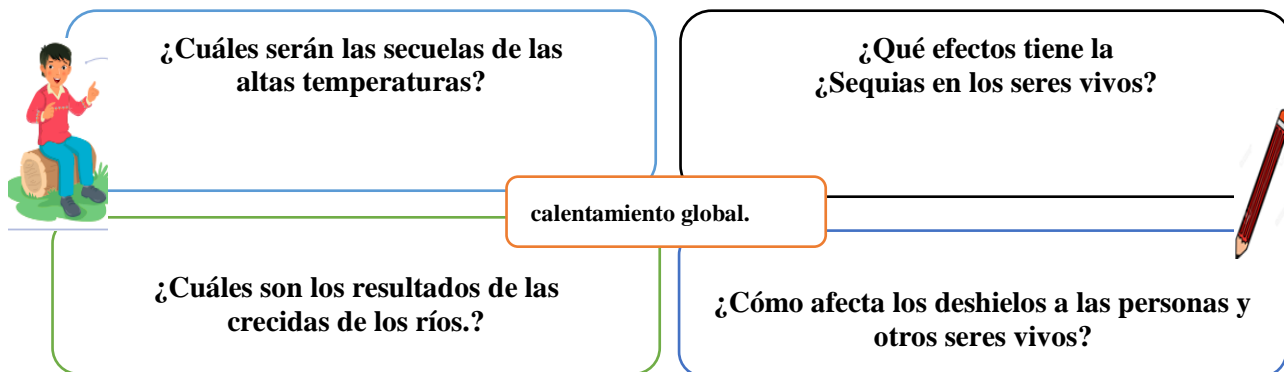 ¿Cuáles serán las secuelas de las
altas temperaturas?
¿Qué efectos tiene la
¿Sequias en los seres vivos?
calentamiento global.
¿Cuáles son los resultados de las
crecidas de los ríos.?
¿Cómo afecta los deshielos a las personas y
otros seres vivos?